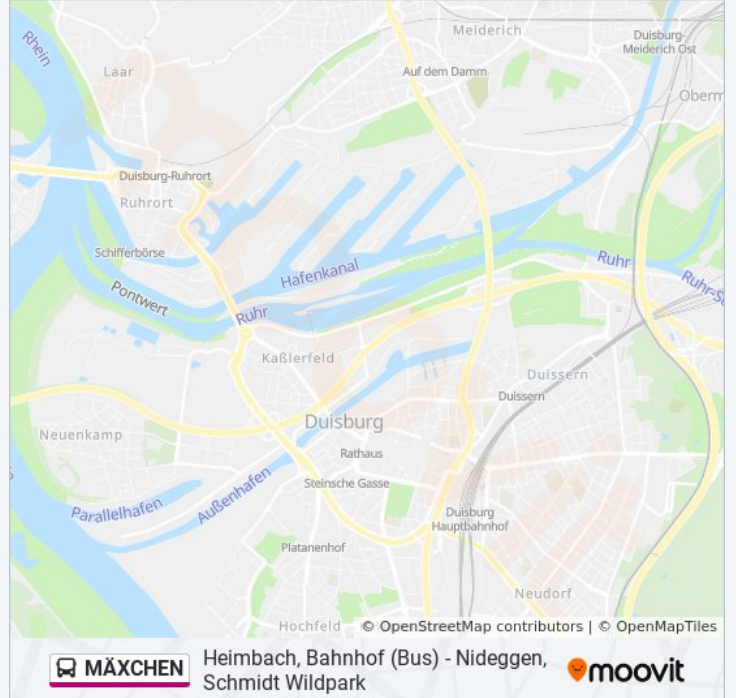 Rhein
Meiderich
Duisburg-
Meiderich Ost
Laar
Auf dem Damm
Oberm
Duisburg-Ruhrort
Ruhrort
Schifferbörse
Hafenkanal
Ruhr
Ruhr-S
Pontwert
Ruhr
Kaßlerfeld
Duissern
Duissern
Duisburg
Neuenkamp
Rathaus
Steinsche Gasse
Außenhafen
Parallelhafen
Duisburg
Hauptbahnhof
Platanenhof
Neudorf
Hochfeld
© OpenStreetMap contributors | © OpenMapTiles
MÄXCHEN
Heimbach, Bahnhof (Bus) - Nideggen,
Schmidt Wildpark
moovit